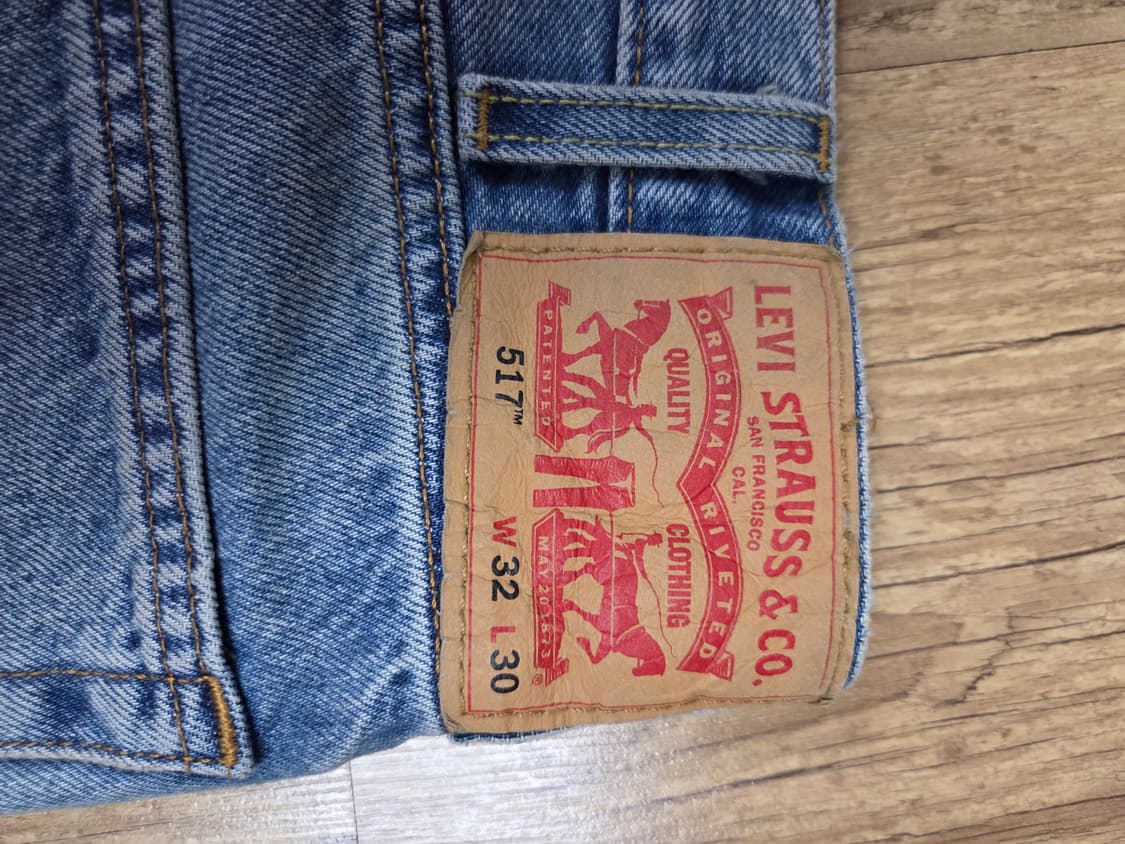 LEVI STRAUSS & CO.
SAN FRANCISCO
CAL.
ORIGINAL RIVETED
QUALITY CLOTHING
PATENTED MAY 20 1873 ®
517™ W 32 L 30